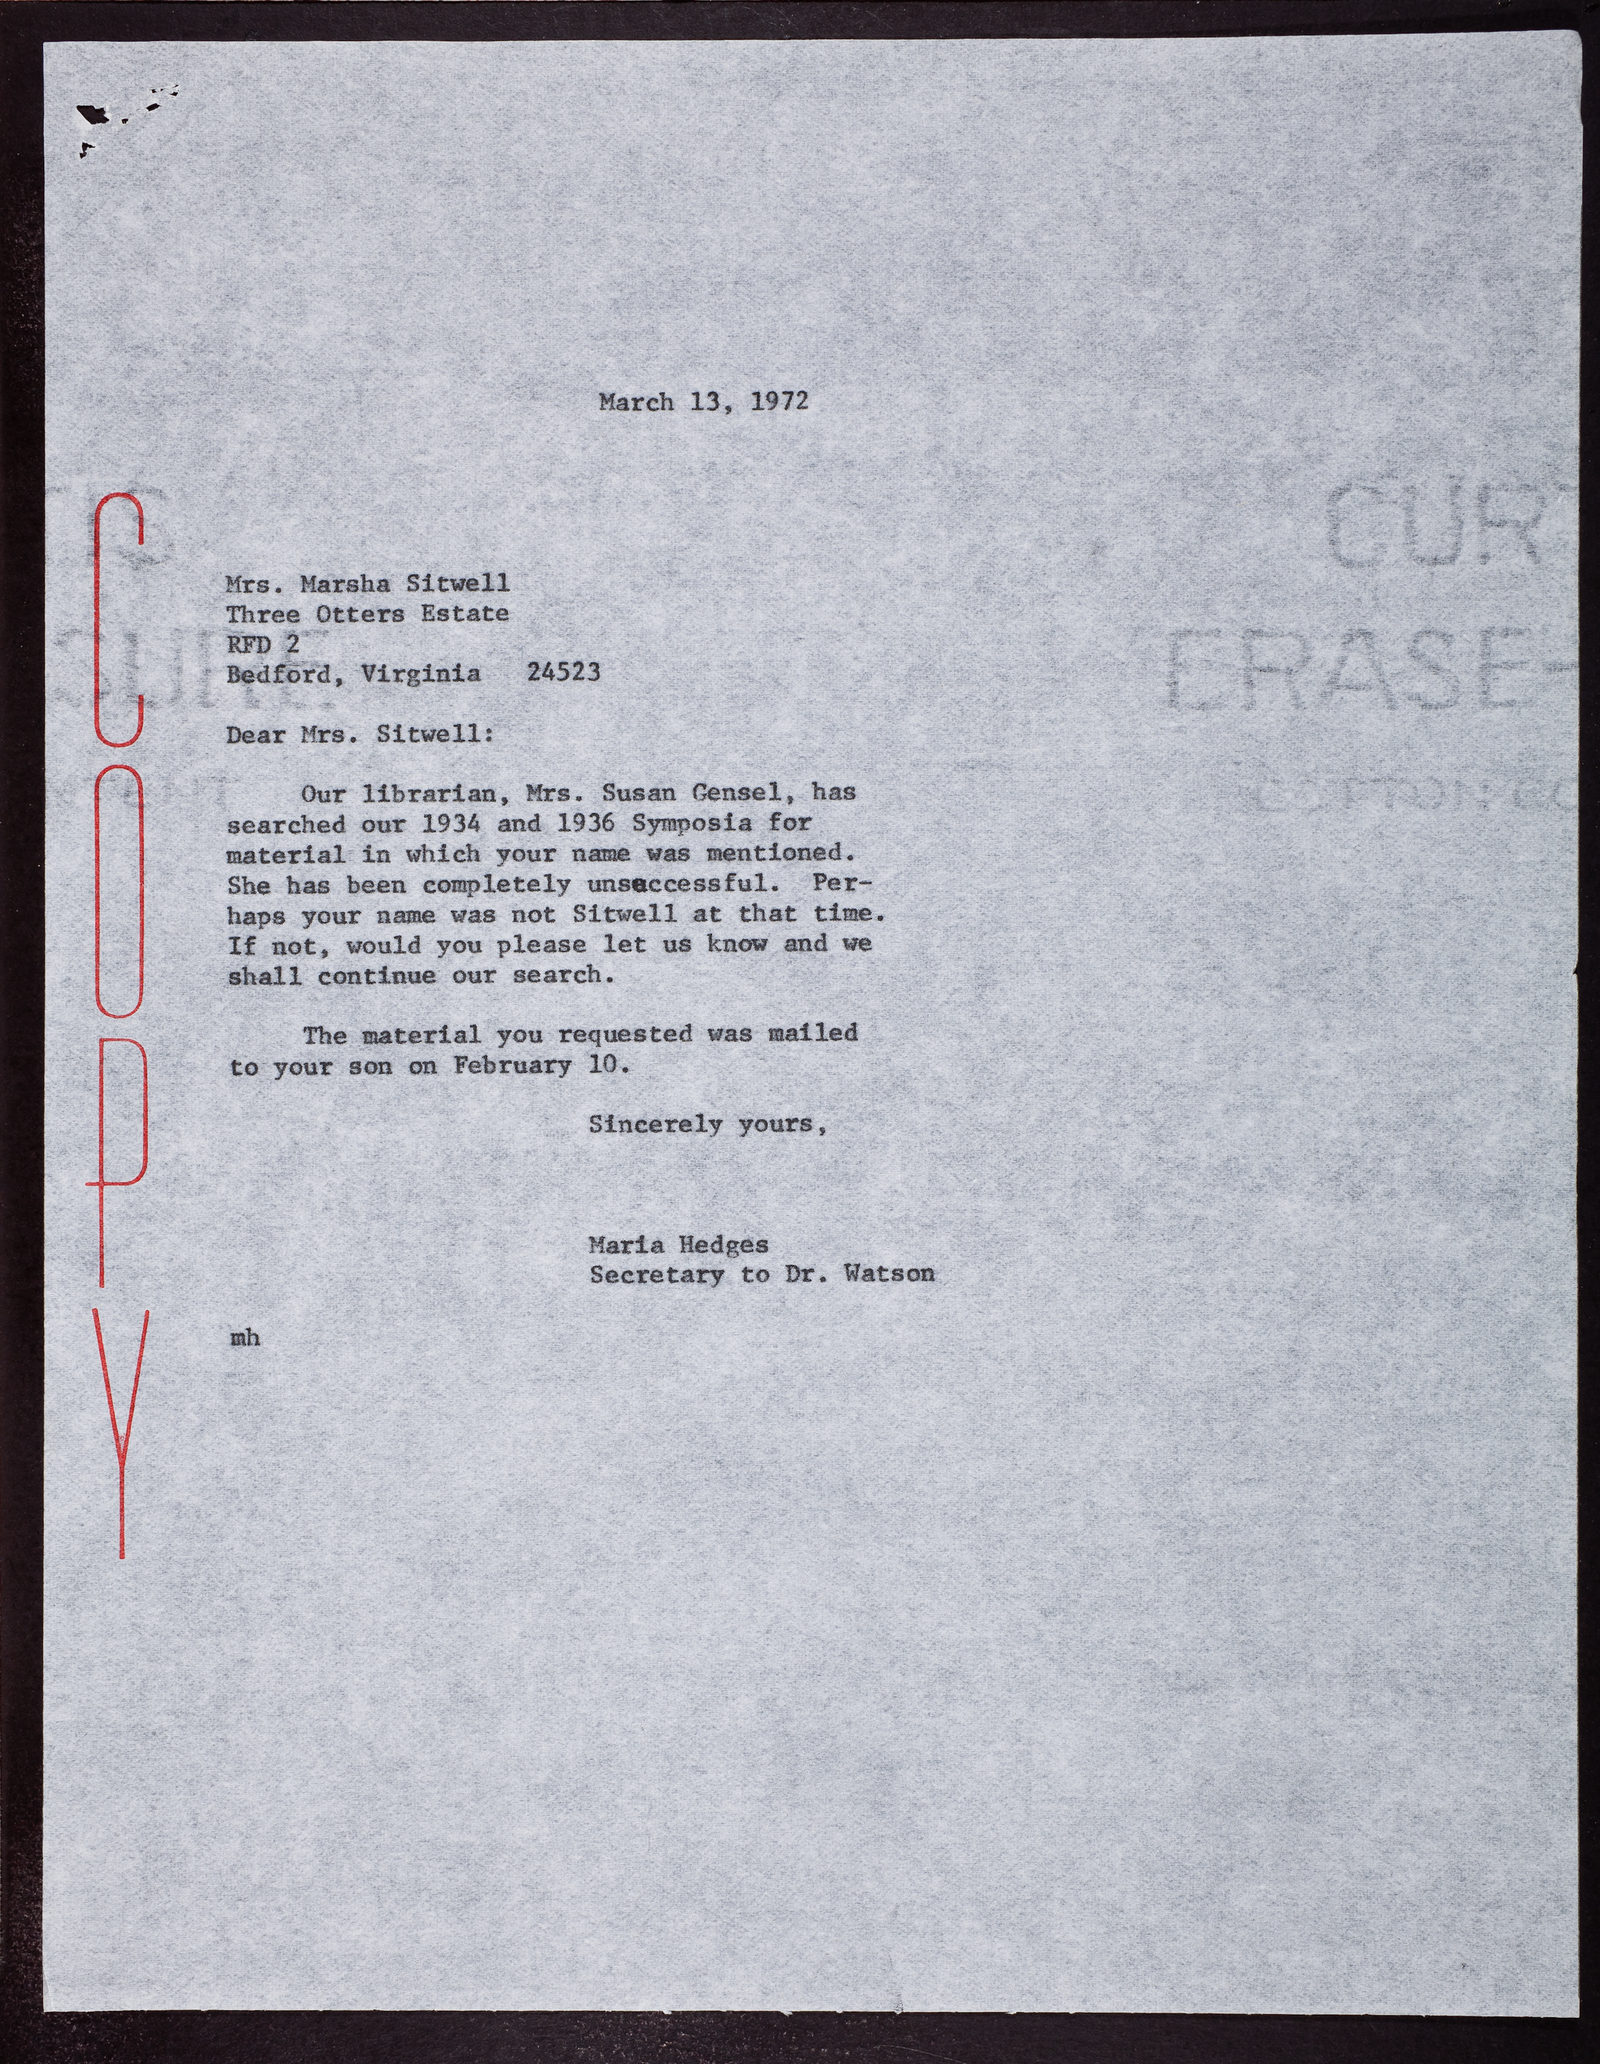 March 13, 1972
COPY
Mrs. Marsha Sitwell
Three Otters Estate
RFD 2
Bedford, Virginia 24523
Dear Mrs. Sitwell:
Our librarian, Mrs. Susan Gensel, has
searched our 1934 and 1936 Symposia for
material in which your name was mentioned.
She has been completely unsuccessful. Per-
haps your name was not Sitwell at that time.
If not, would you please let us know and we
shall continue our search.
The material you requested was mailed
to your son on February 10.
Sincerely yours,
Maria Hedges
Secretary to Dr. Watson
mh
CUR
ERASE-